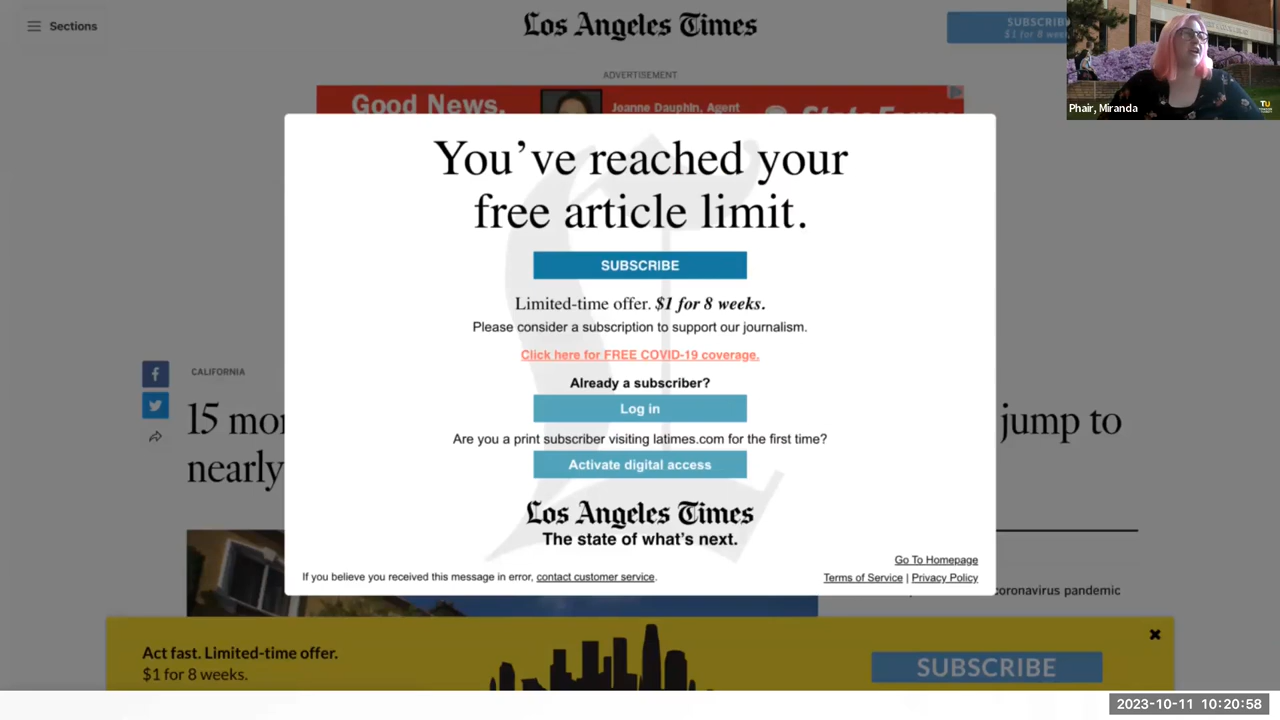 Sections
Los Angeles Times
SUBSCRIBE
$1 for 8
ADVERTISEMENT
Good News.
Joanne Dauphin, Agent
Phair, Miranda
TU
You've reached your
free article limit.
SUBSCRIBE
Limited-time offer. $1 for 8 weeks.
Please consider a subscription to support our journalism.
Click here for FREE COVID-19 coverage.
Already a subscriber?
Log in
Are you a print subscriber visiting latimes.com for the first time?
Activate digital access
Los Angeles Times
The state of what's next.
Go To Homepage
If you believe you received this message in error, contact customer service.
Terms of Service | Privacy Policy
CALIFORNIA
15
jump to
nearly
coronavirus pandemic
Act fast. Limited-time offer.
$1 for 8 weeks.
SUBSCRIBE
2023-10-11 10:20:58